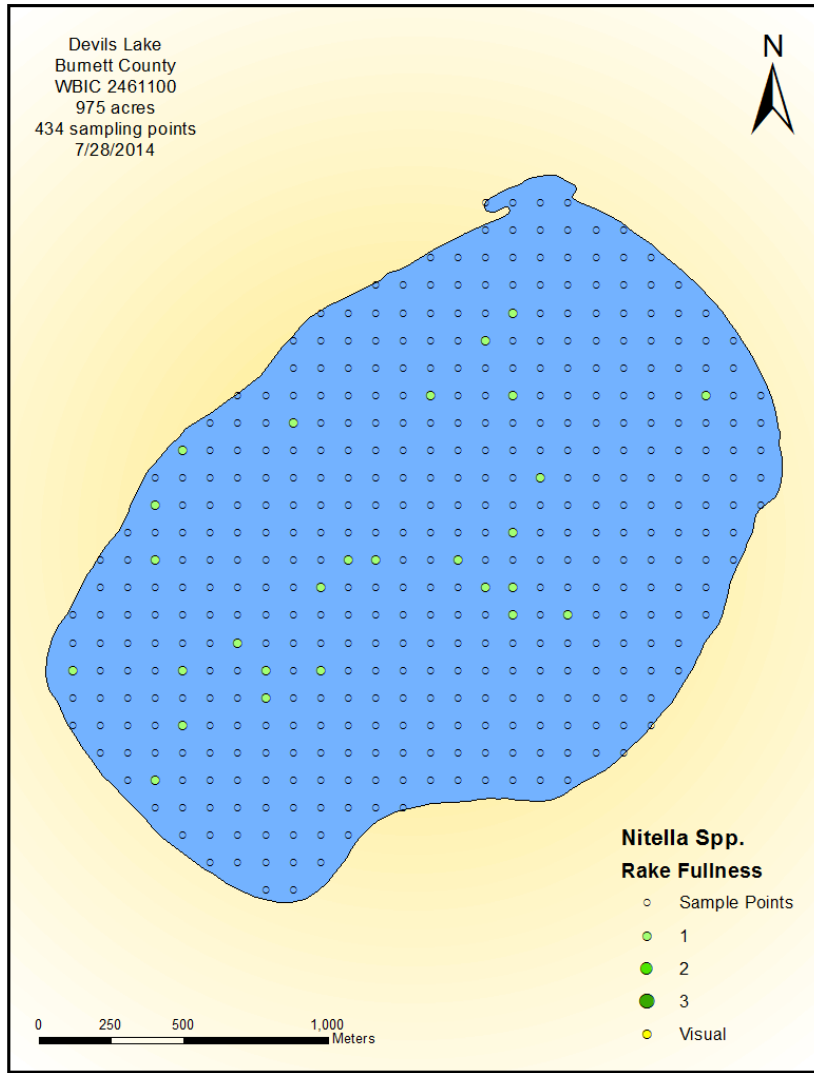 Devils Lake
Burnett County
WBIC 2461100
975 acres
434 sampling points
7/28/2014
N
Nitella Spp.
Rake Fullness
Sample Points
1
2
3
Visual
0 250 500 1,000
Meters